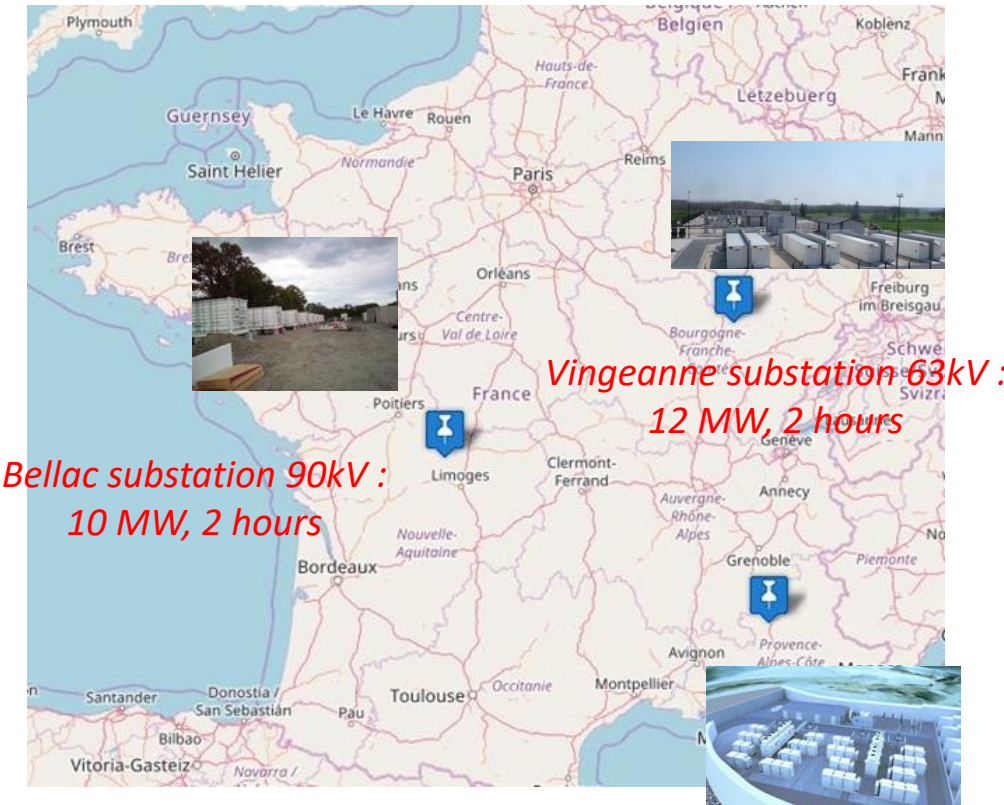 Plymouth
Belgien
Koblenz
Hauts-de-
France
Lëtzebuerg
Guernsey
Le Havre
Rouen
Saint Helier
Normandie
Reims
Paris
Brest
Orléans
Freiburg
im Breisgau
Centre-
Val de Loire
Bourgogne-
Franche-
Vingeanne substation 63kV :
12 MW, 2 hours
France
Poitiers
Genève
Bellac substation 90kV :
10 MW, 2 hours
Limoges
Clermont-
Ferrand
Annecy
Auvergne-
Rhône-
Alpes
Nouvelle-
Aquitaine
Bordeaux
Grenoble
Piemonte
Provence-
Alpes-Côte
Avignon
Santander
Donostia /
San Sebastián
Pau
Toulouse
Occitanie
Montpellier
Bilbao
Vitoria-Gasteiz
Navarra /